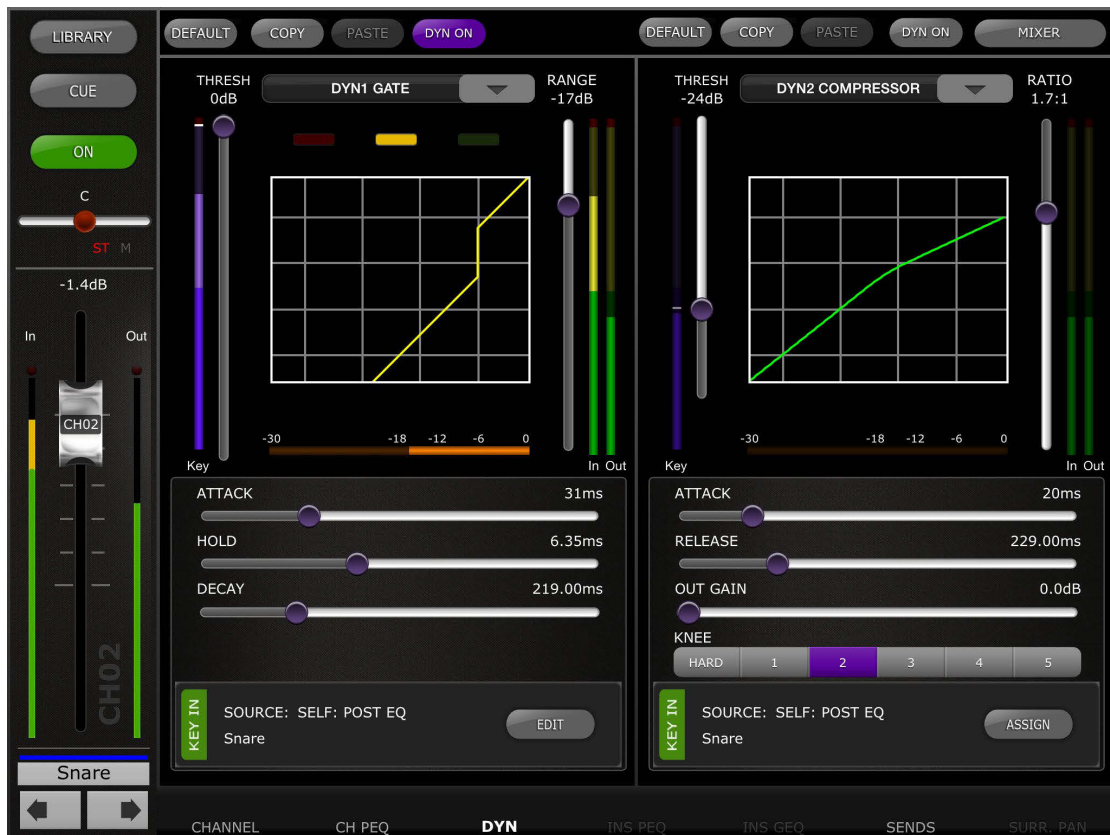 LIBRARY
DEFAULT COPY PASTE DYN ON
DEFAULT COPY PASTE DYN ON MIXER
CUE
ON
C
ST M
-1.4dB
In Out
CH02
CH02
Snare
THRESH
0dB
DYN1 GATE
RANGE
-17dB
-30 -18 -12 -6 0
Key
In Out
ATTACK 31ms
HOLD 6.35ms
DECAY 219.00ms
KEY IN
SOURCE: SELF: POST EQ
Snare
EDIT
THRESH
-24dB
DYN2 COMPRESSOR
RATIO
1.7:1
-30 -18 -12 -6 0
Key
In Out
ATTACK 20ms
RELEASE 229.00ms
OUT GAIN 0.0dB
KNEE
HARD 1 2 3 4 5
KEY IN
SOURCE: SELF: POST EQ
Snare
ASSIGN
CHANNEL CH PEQ DYN INS PEQ INS GEQ SENDS SURR. PAN